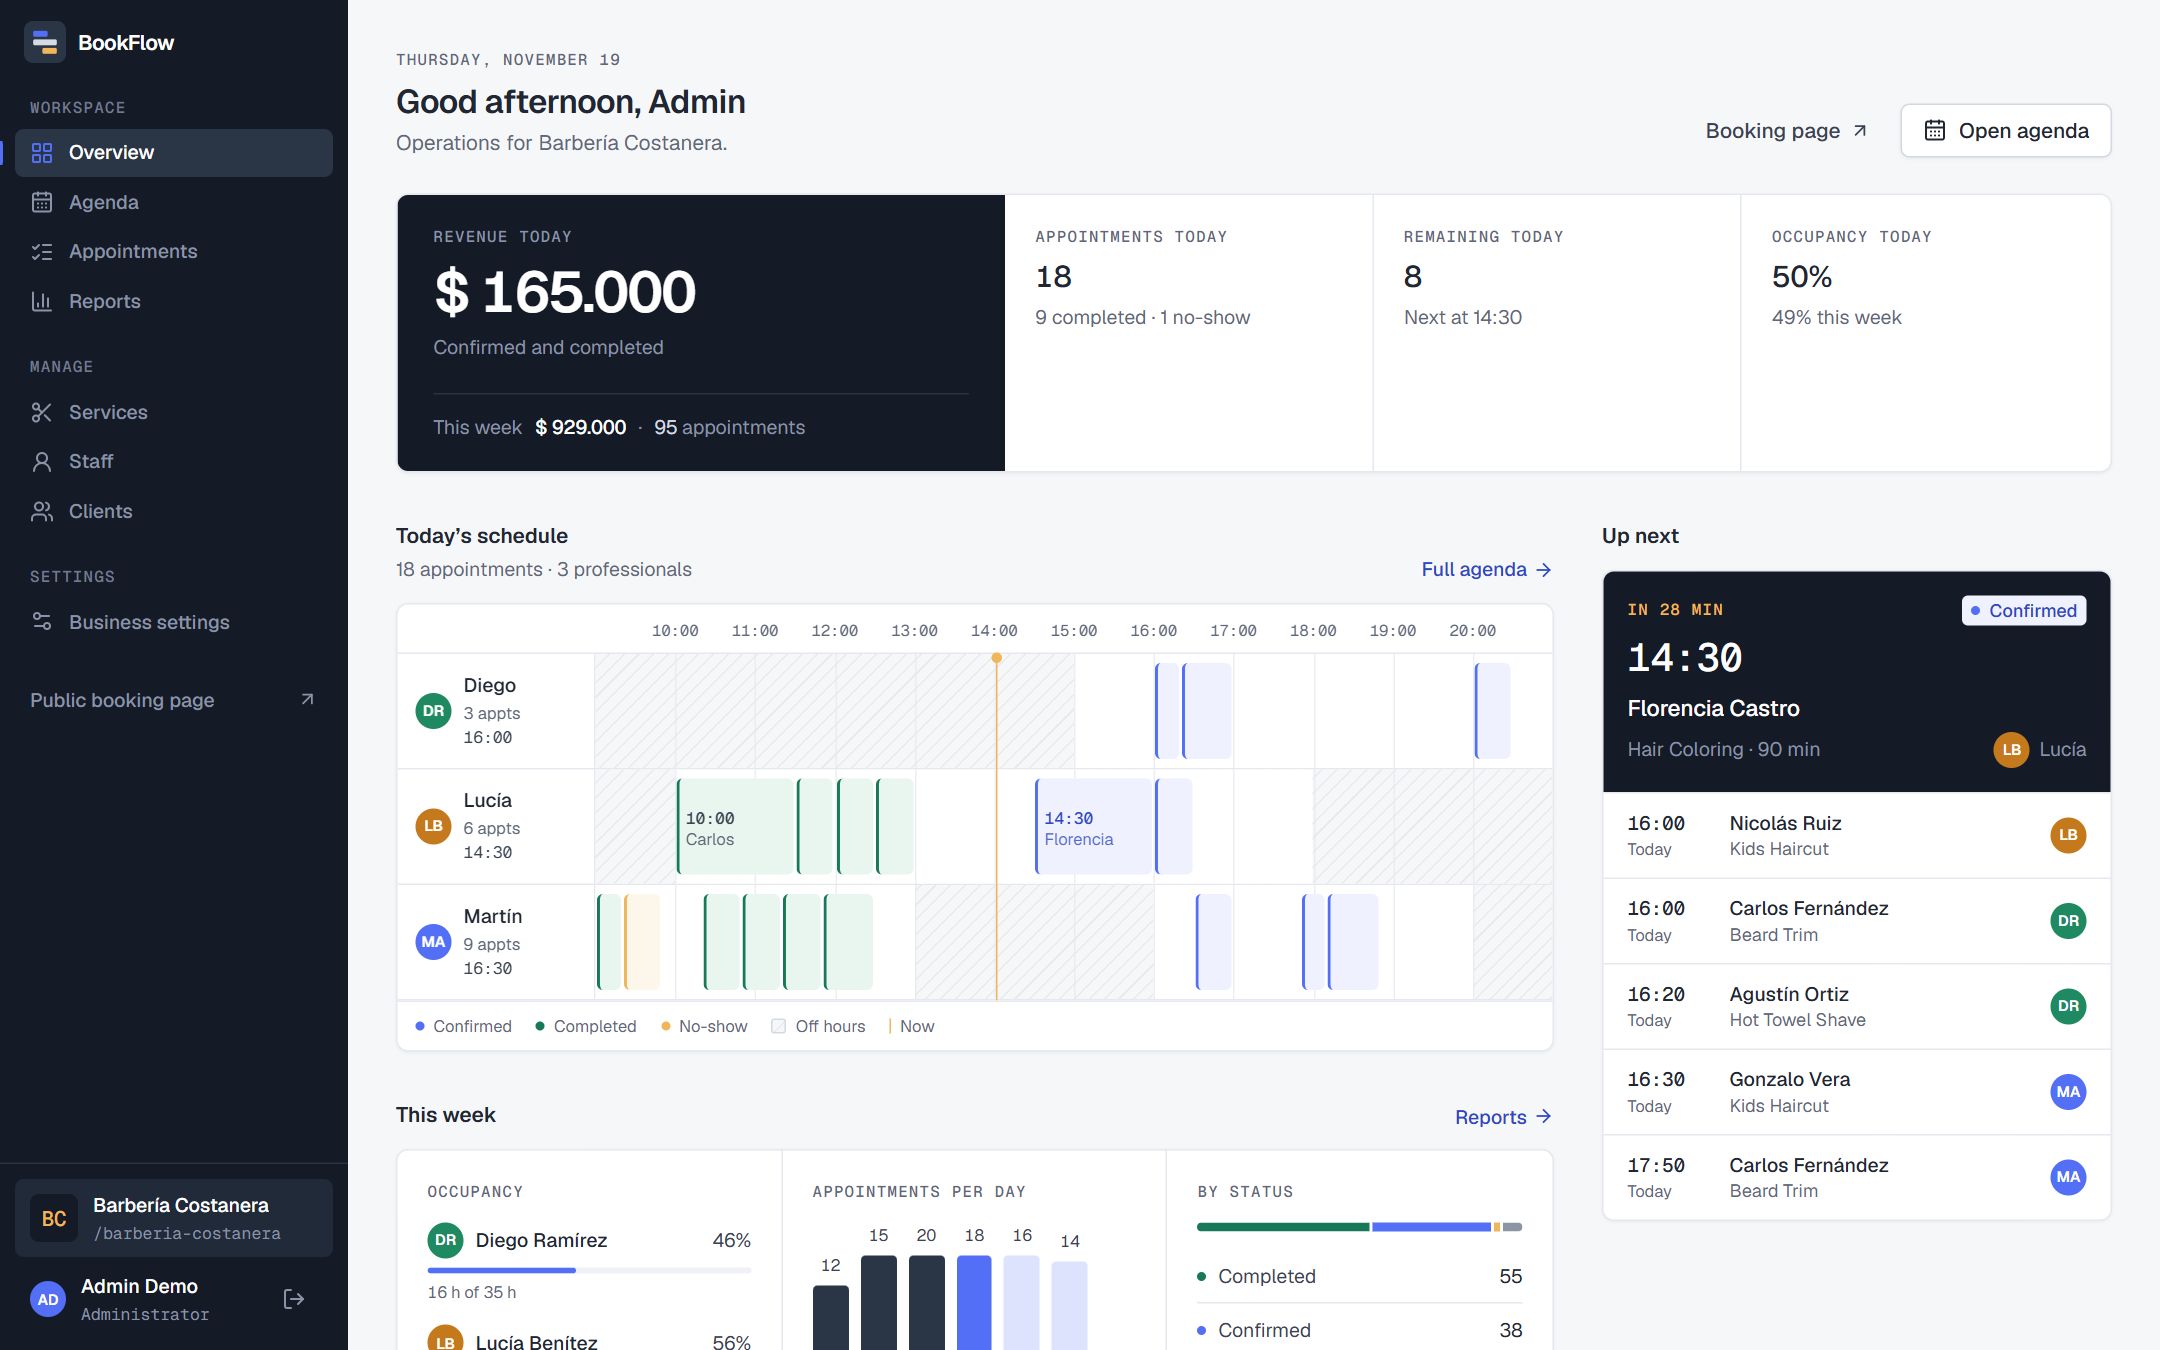 BookFlow
WORKSPACE
Overview
Agenda
Appointments
Reports
MANAGE
Services
Staff
Clients
SETTINGS
Business settings
Public booking page
BC
Barbería Costanera
/barberia-costanera
AD
Admin Demo
Administrator
THURSDAY, NOVEMBER 19
Good afternoon, Admin
Operations for Barbería Costanera.
Booking page
Open agenda
REVENUE TODAY
$ 165.000
Confirmed and completed
This week $ 929.000 · 95 appointments
APPOINTMENTS TODAY
18
9 completed · 1 no-show
REMAINING TODAY
8
Next at 14:30
OCCUPANCY TODAY
50%
49% this week
Today’s schedule
18 appointments · 3 professionals
Full agenda
10:00 11:00 12:00 13:00 14:00 15:00 16:00 17:00 18:00 19:00 20:00
DR
Diego
3 appts
16:00
LB
Lucía
6 appts
14:30
10:00
Carlos
14:30
Florencia
MA
Martín
9 appts
16:30
Confirmed Completed No-show Off hours Now
Up next
IN 28 MIN
Confirmed
14:30
Florencia Castro
Hair Coloring · 90 min
LB Lucía
16:00 Nicolás Ruiz
Today Kids Haircut
LB
16:00 Carlos Fernández
Today Beard Trim
DR
16:20 Agustín Ortiz
Today Hot Towel Shave
DR
16:30 Gonzalo Vera
Today Kids Haircut
MA
17:50 Carlos Fernández
Today Beard Trim
MA
This week
Reports
OCCUPANCY
DR Diego Ramírez 46%
16 h of 35 h
LB Lucía Benítez 56%
APPOINTMENTS PER DAY
12 15 20 18 16 14
BY STATUS
Completed 55
Confirmed 38